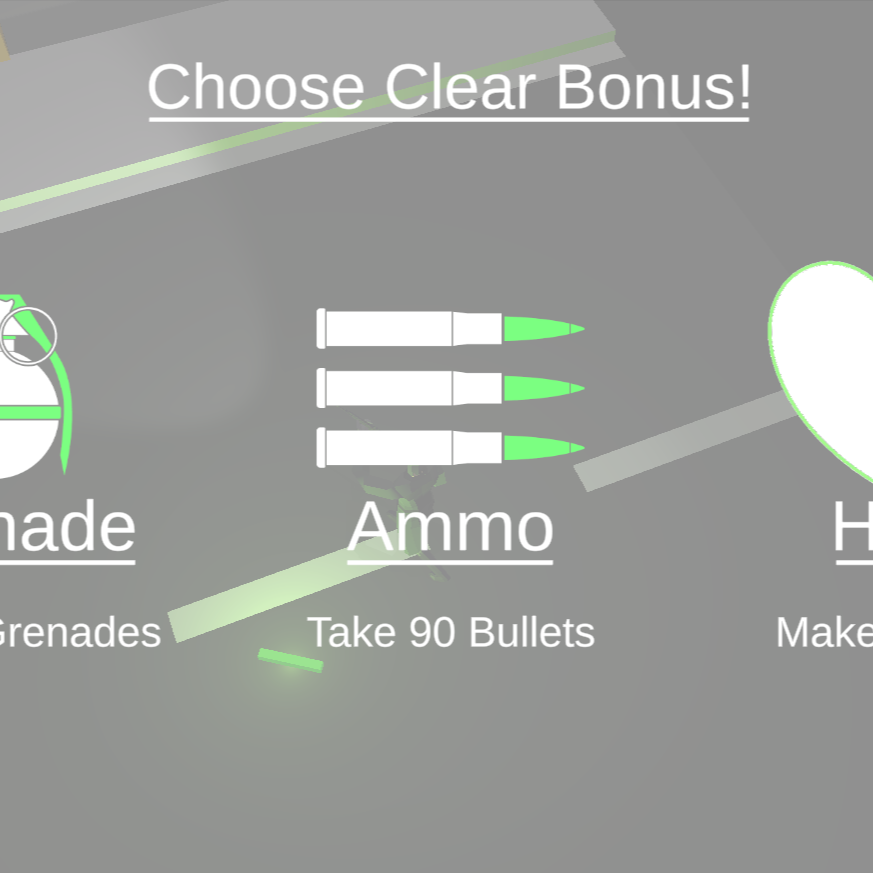 Choose Clear Bonus!
nade
Ammo
H
Grenades
Take 90 Bullets
Make